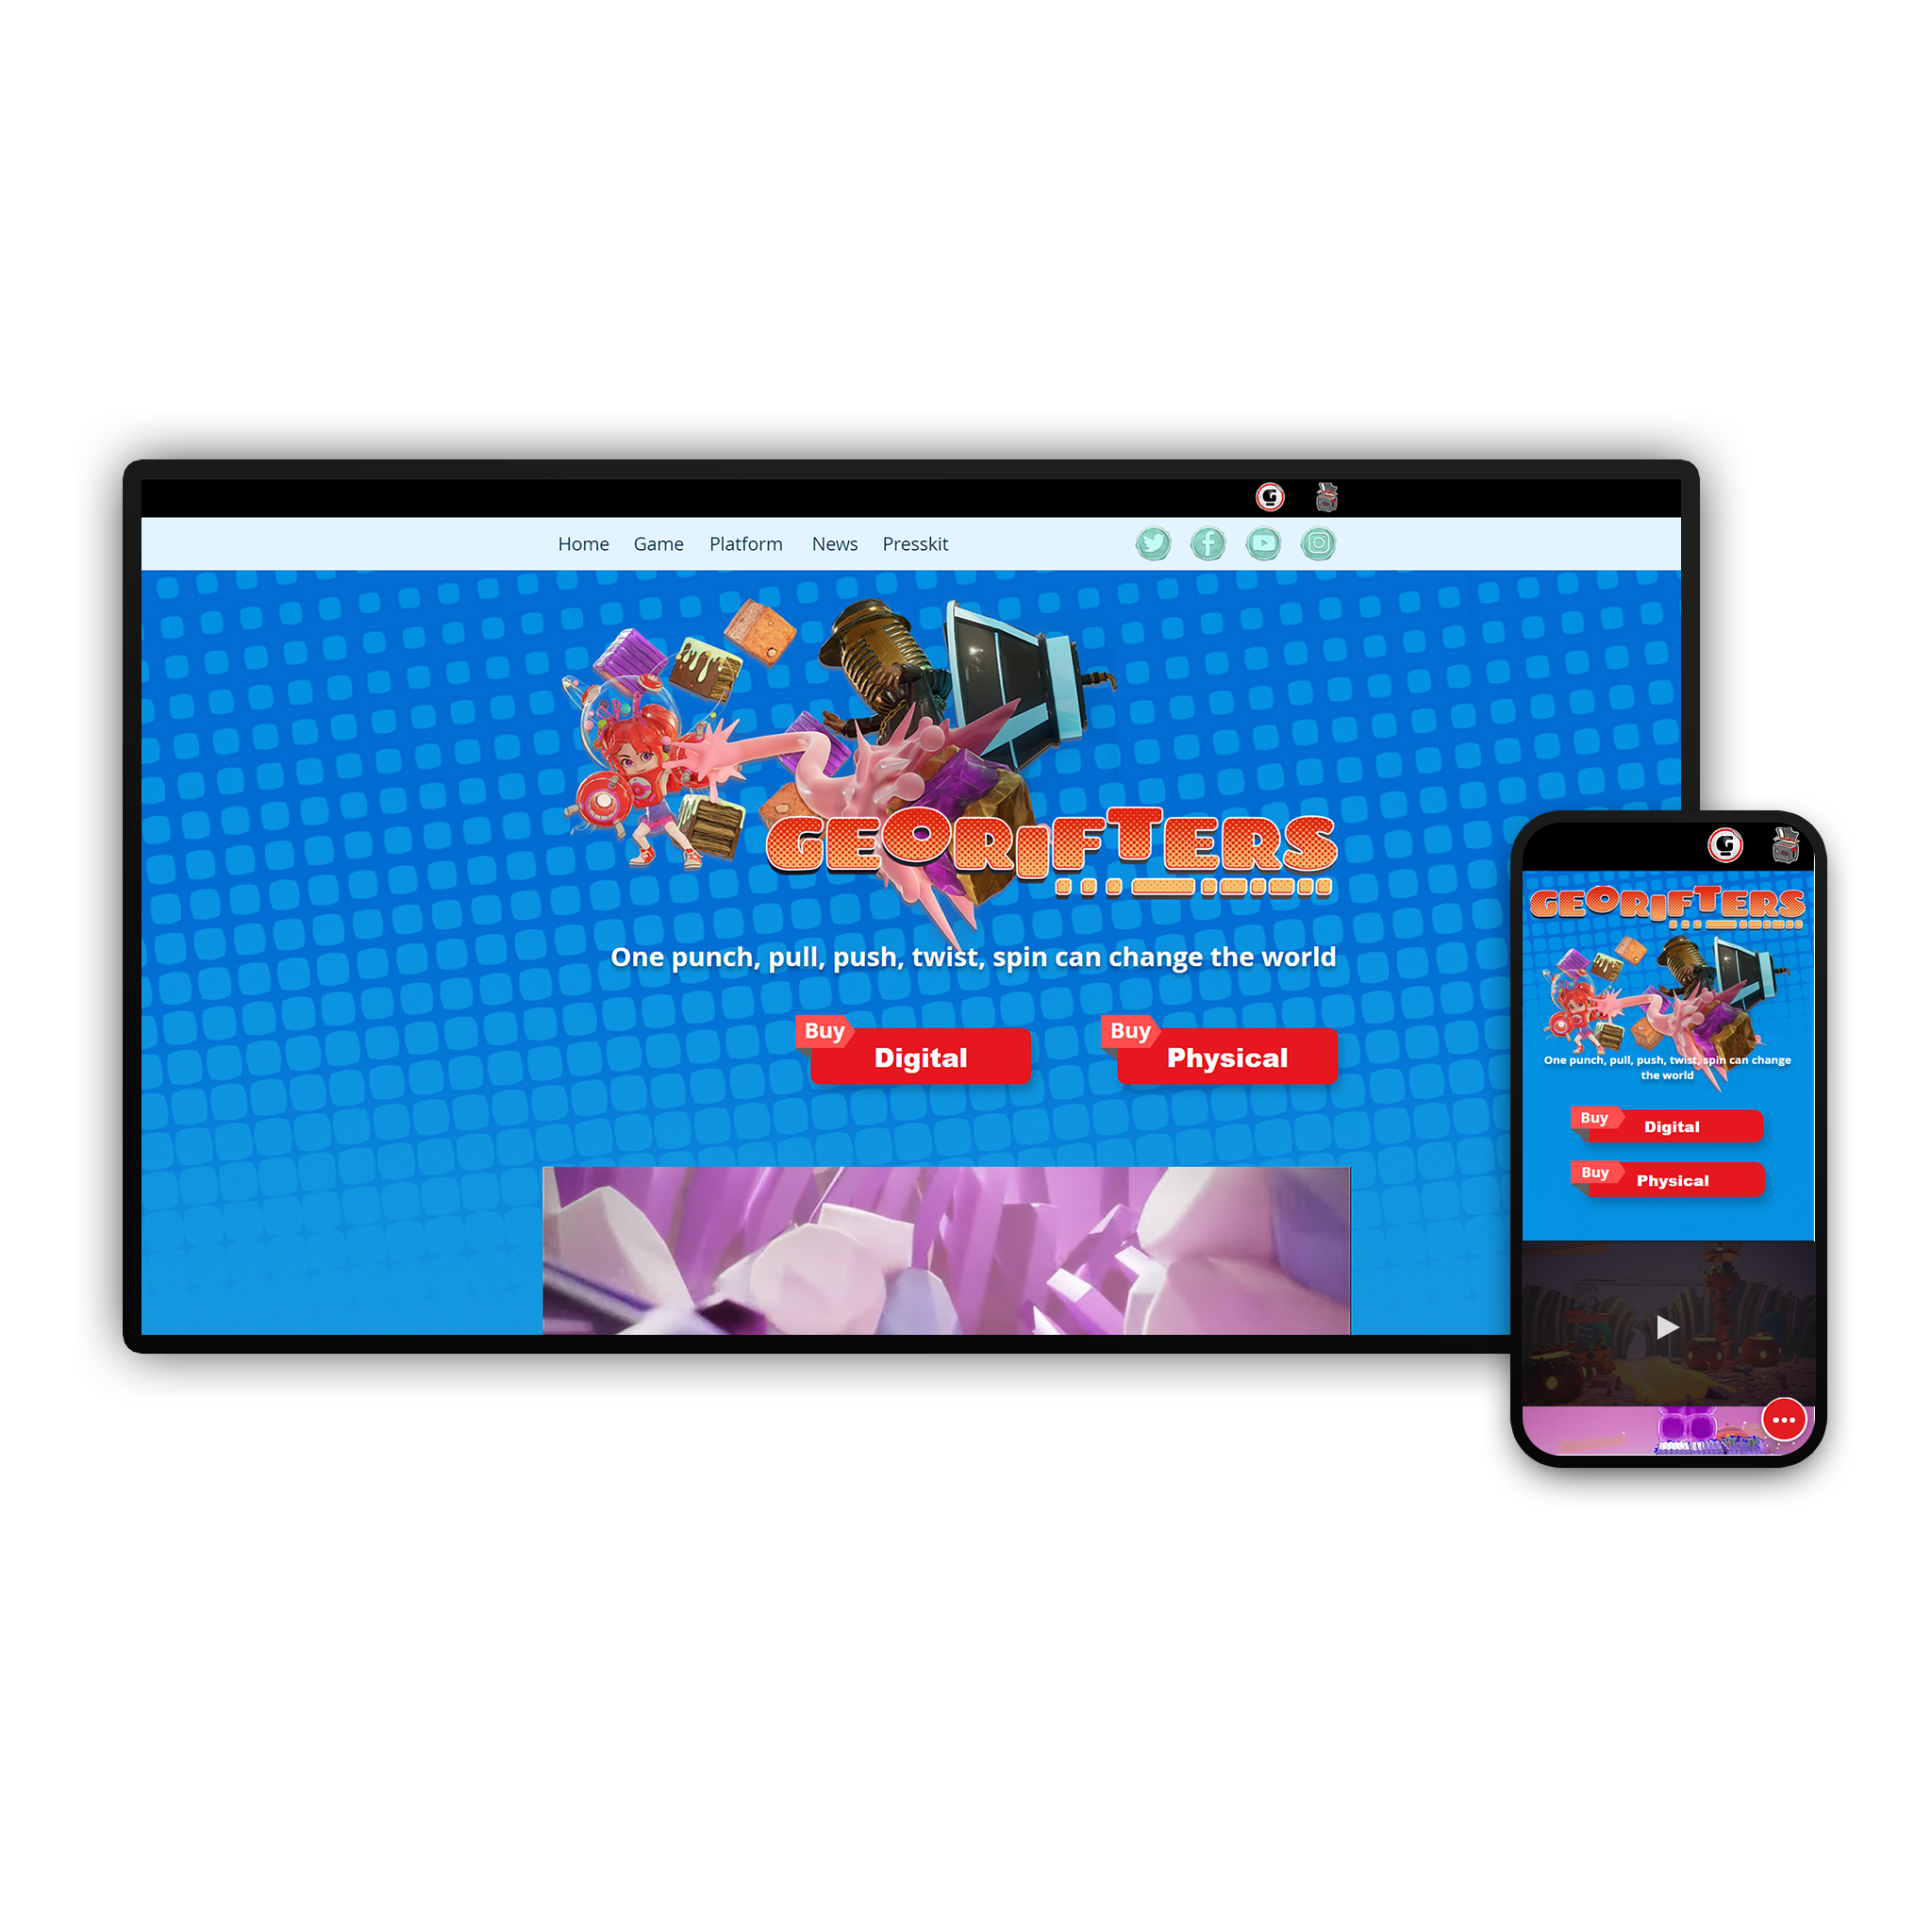 G
Home Game Platform News Presskit
GEORIFTERS
One punch, pull, push, twist, spin can change the world
Buy
Digital
Buy
Physical
G
GEORIFTERS
One punch, pull, push, twist, spin can change
the world
Buy
Digital
Buy
Physical